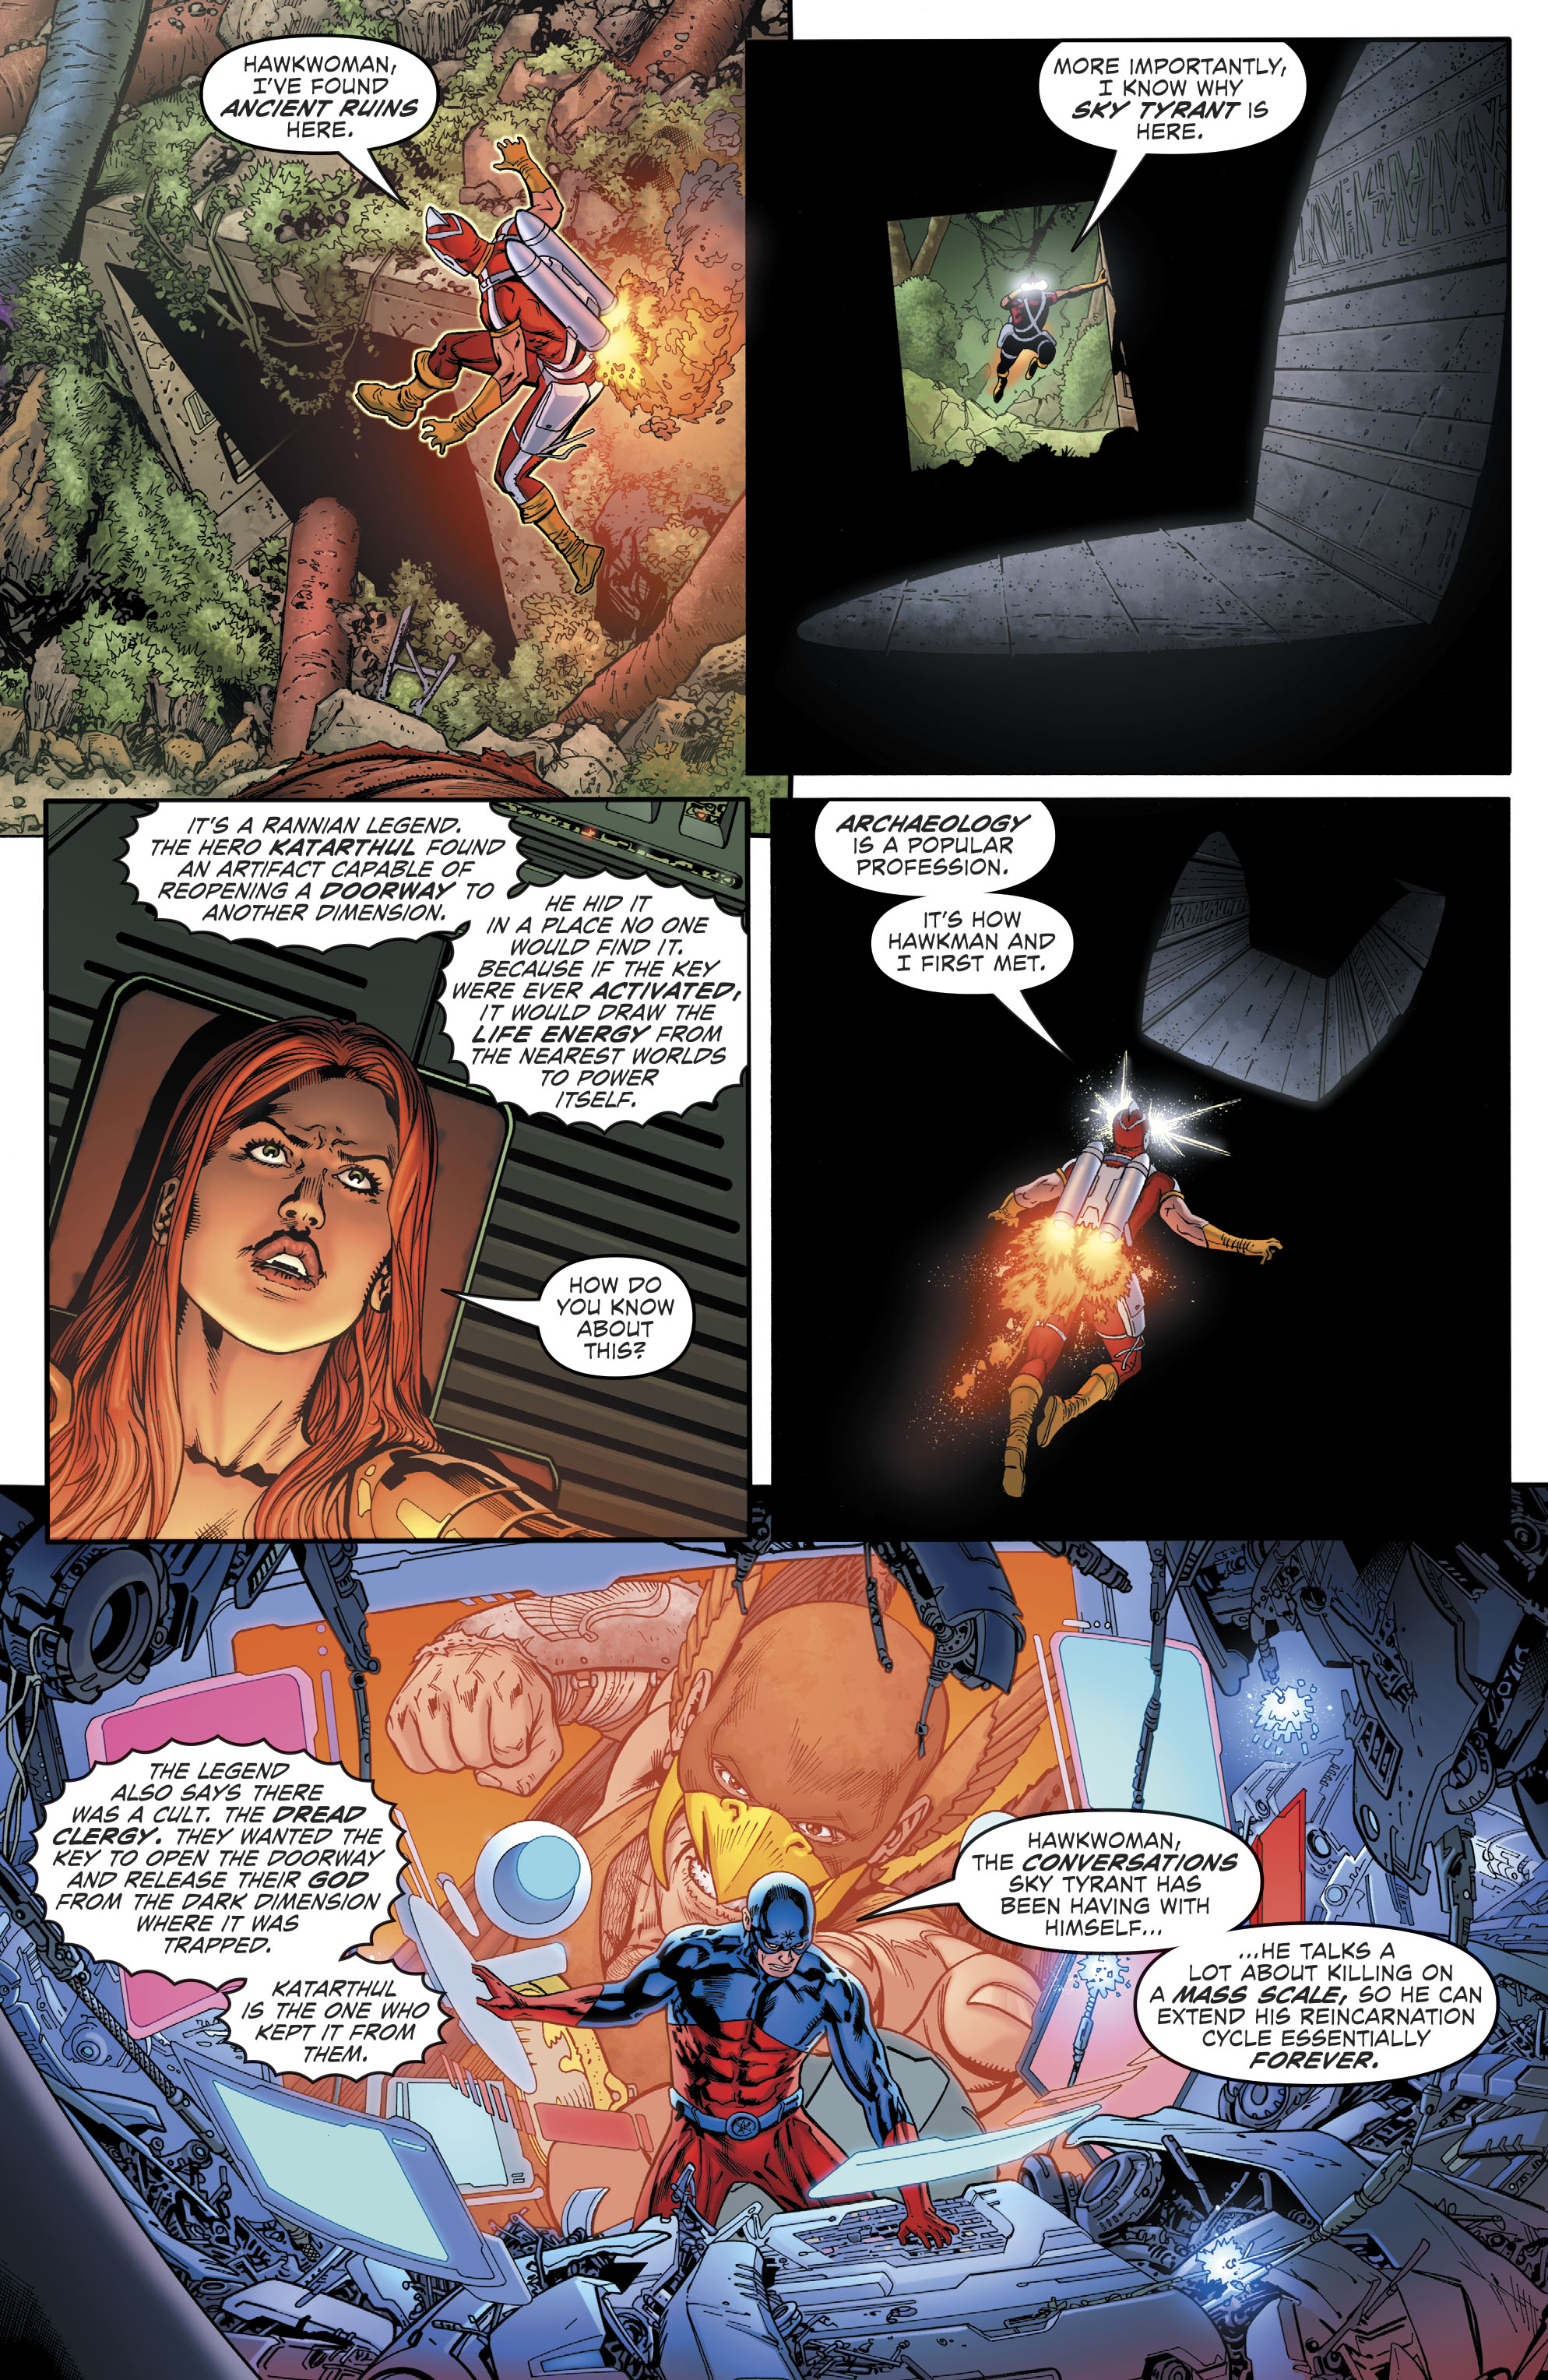 HAWKWOMAN,
I'VE FOUND
ANCIENT RUINS
HERE.
MORE IMPORTANTLY,
I KNOW WHY
SKY TYRANT IS
HERE.
IT'S A RANNIAN LEGEND.
THE HERO KATARTHUL FOUND
AN ARTIFACT CAPABLE OF
REOPENING A DOORWAY TO
ANOTHER DIMENSION.
HE HID IT
IN A PLACE NO ONE
WOULD FIND IT.
BECAUSE IF THE KEY
WERE EVER ACTIVATED,
IT WOULD DRAW THE
LIFE ENERGY FROM
THE NEAREST WORLDS
TO POWER
ITSELF.
HOW DO
YOU KNOW
ABOUT
THIS?
ARCHAEOLOGY
IS A POPULAR
PROFESSION.
IT'S HOW
HAWKMAN AND
I FIRST MET.
THE LEGEND
ALSO SAYS THERE
WAS A CULT. THE DREAD
CLERGY. THEY WANTED THE
KEY TO OPEN THE DOORWAY
AND RELEASE THEIR GOD
FROM THE DARK DIMENSION
WHERE IT WAS
TRAPPED.
KATARTHUL
IS THE ONE WHO
KEPT IT FROM
THEM.
HAWKWOMAN,
THE CONVERSATIONS
SKY TYRANT HAS
BEEN HAVING WITH
HIMSELF...
...HE TALKS A
LOT ABOUT KILLING ON
A MASS SCALE, SO HE CAN
EXTEND HIS REINCARNATION
CYCLE ESSENTIALLY
FOREVER.